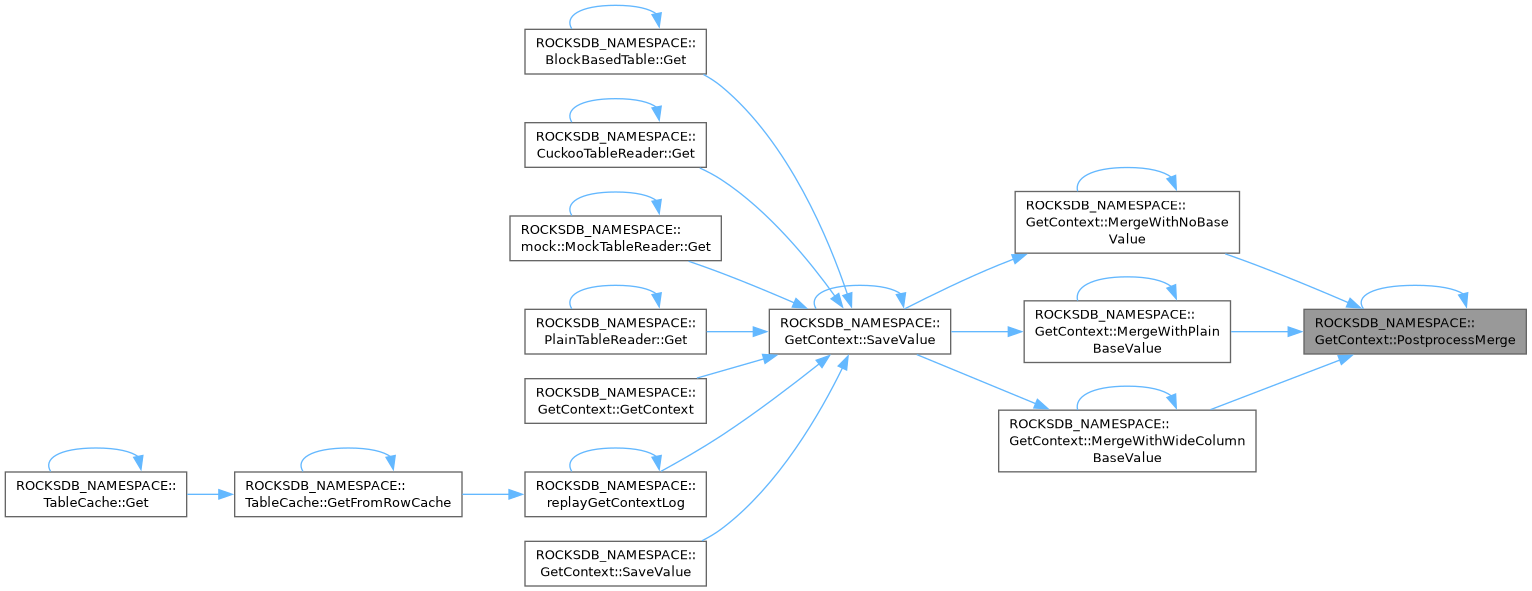 ROCKSDB_NAMESPACE::
BlockBasedTable::Get
ROCKSDB_NAMESPACE::
CuckooTableReader::Get
ROCKSDB_NAMESPACE::
mock::MockTableReader::Get
ROCKSDB_NAMESPACE::
PlainTableReader::Get
ROCKSDB_NAMESPACE::
GetContext::GetContext
ROCKSDB_NAMESPACE::
TableCache::Get
ROCKSDB_NAMESPACE::
TableCache::GetFromRowCache
ROCKSDB_NAMESPACE::
replayGetContextLog
ROCKSDB_NAMESPACE::
GetContext::SaveValue
ROCKSDB_NAMESPACE::
GetContext::SaveValue
ROCKSDB_NAMESPACE::
GetContext::MergeWithNoBase
Value
ROCKSDB_NAMESPACE::
GetContext::MergeWithPlain
BaseValue
ROCKSDB_NAMESPACE::
GetContext::MergeWithWideColumn
BaseValue
ROCKSDB_NAMESPACE::
GetContext::PostprocessMerge